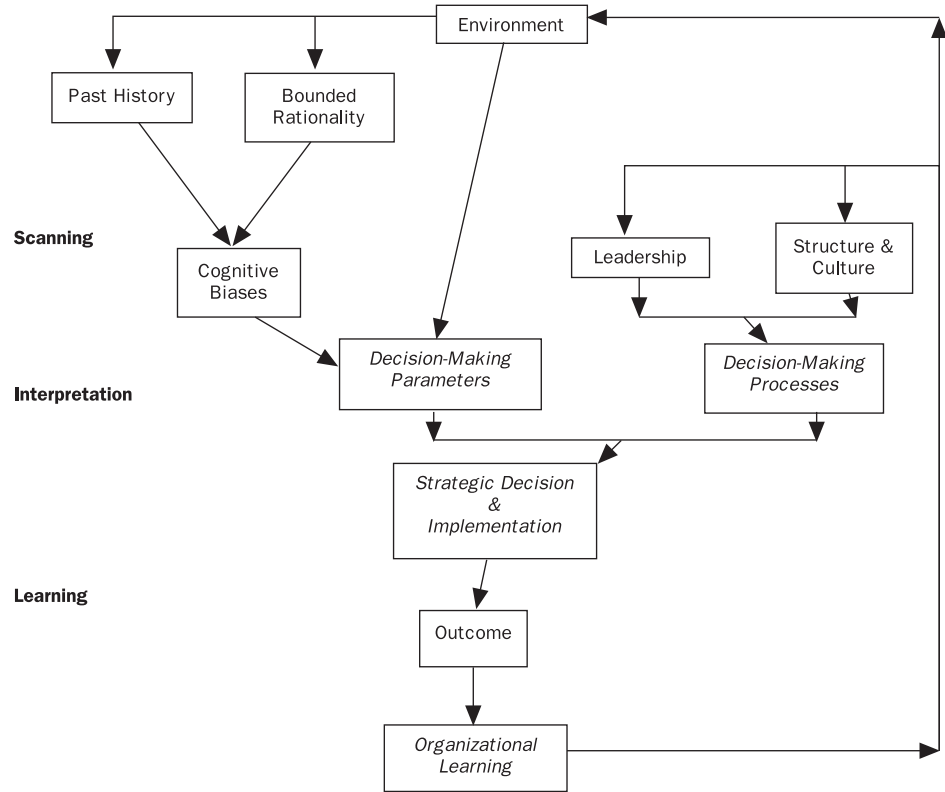 Environment
Past History
Bounded
Rationality
Scanning
Cognitive
Biases
Leadership
Structure &
Culture
Decision-Making
Parameters
Decision-Making
Processes
Interpretation
Strategic Decision
&
Implementation
Learning
Outcome
Organizational
Learning